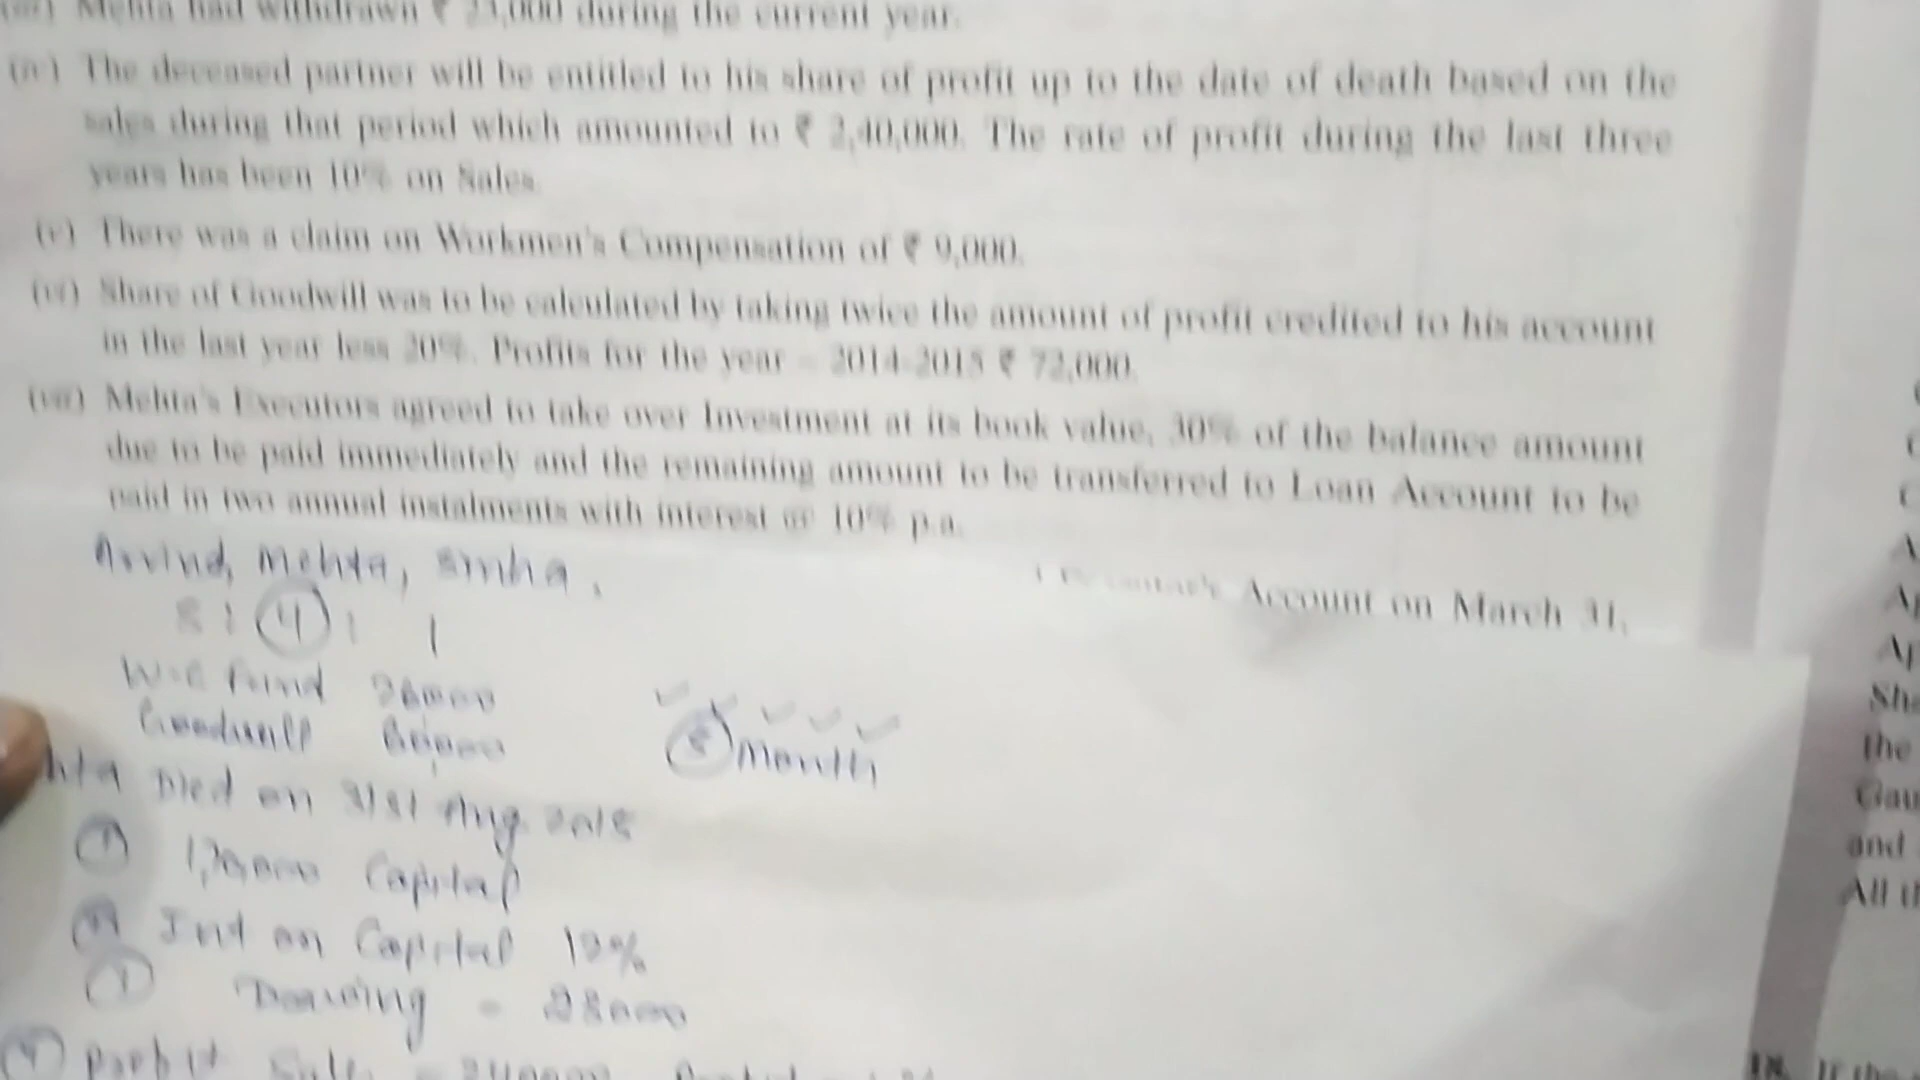 Mehta had withdrawn ₹ 23,000 during the current year.
(iv) The deceased partner will be entitled to his share of profit up to the date of death based on the
sales during that period which amounted to ₹ 2,40,000. The rate of profit during the last three
years has been 10% on Sales.
(v) There was a claim on Workmen's Compensation of ₹ 9,000.
(vi) Share of Goodwill was to be calculated by taking twice the amount of profit credited to his account
in the last year less 20%. Profits for the year – 2014-2015 ₹ 72,000.
(vii) Mehta's Executors agreed to take over Investment at its book value, 30% of the balance amount
due to be paid immediately and the remaining amount to be transferred to Loan Account to be
paid in two annual instalments with interest @ 10% p.a.
Account on March 31,
Arvind, Mehta, Sinha,
: 4 : 1
W.C Fund
Goodwill
month
Died on 31st Aug 2015
Capital
Int on Capital 12%
Drawing =
Sha
the
Gau
and
18. If the